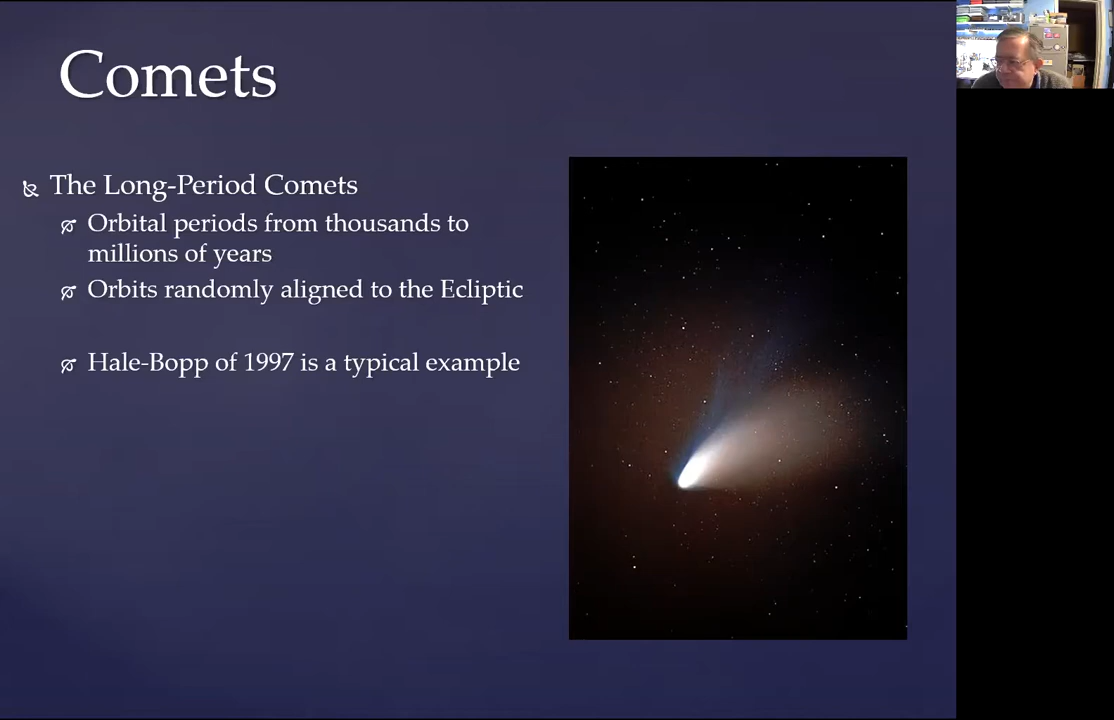 Comets
The Long-Period Comets
Orbital periods from thousands to
millions of years
Orbits randomly aligned to the Ecliptic
Hale-Bopp of 1997 is a typical example